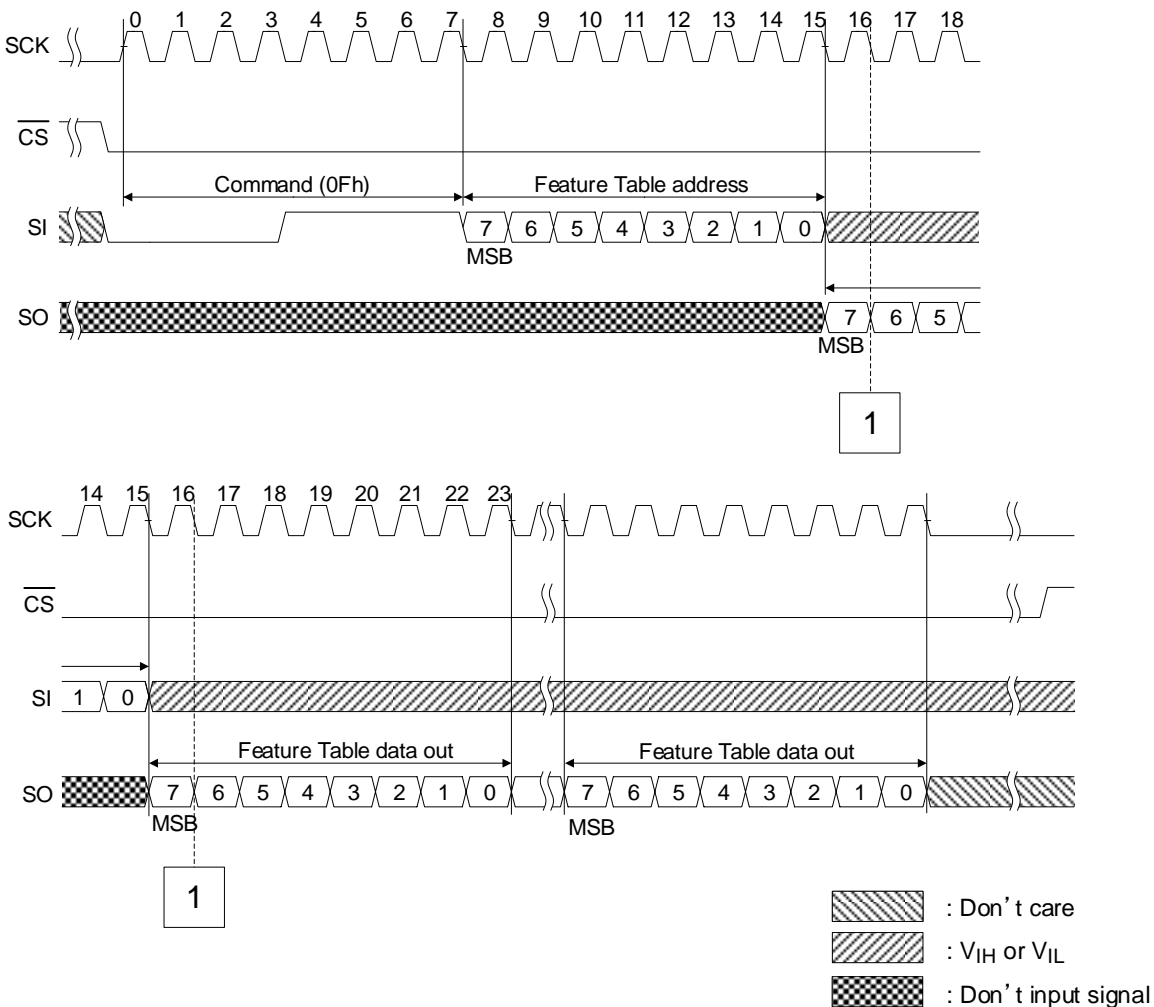 0 1 2 3 4 5 6 7 8 9 10 11 12 13 14 15 16 17 18
SCK
CS
Command (0Fh) Feature Table address
SI 7 6 5 4 3 2 1 0
MSB
SO 7 6 5
MSB
1
14 15 16 17 18 19 20 21 22 23
SCK
CS
SI 1 0
Feature Table data out Feature Table data out
SO 7 6 5 4 3 2 1 0 7 6 5 4 3 2 1 0
MSB MSB
1
: Don't care
: VIH or VIL
: Don't input signal